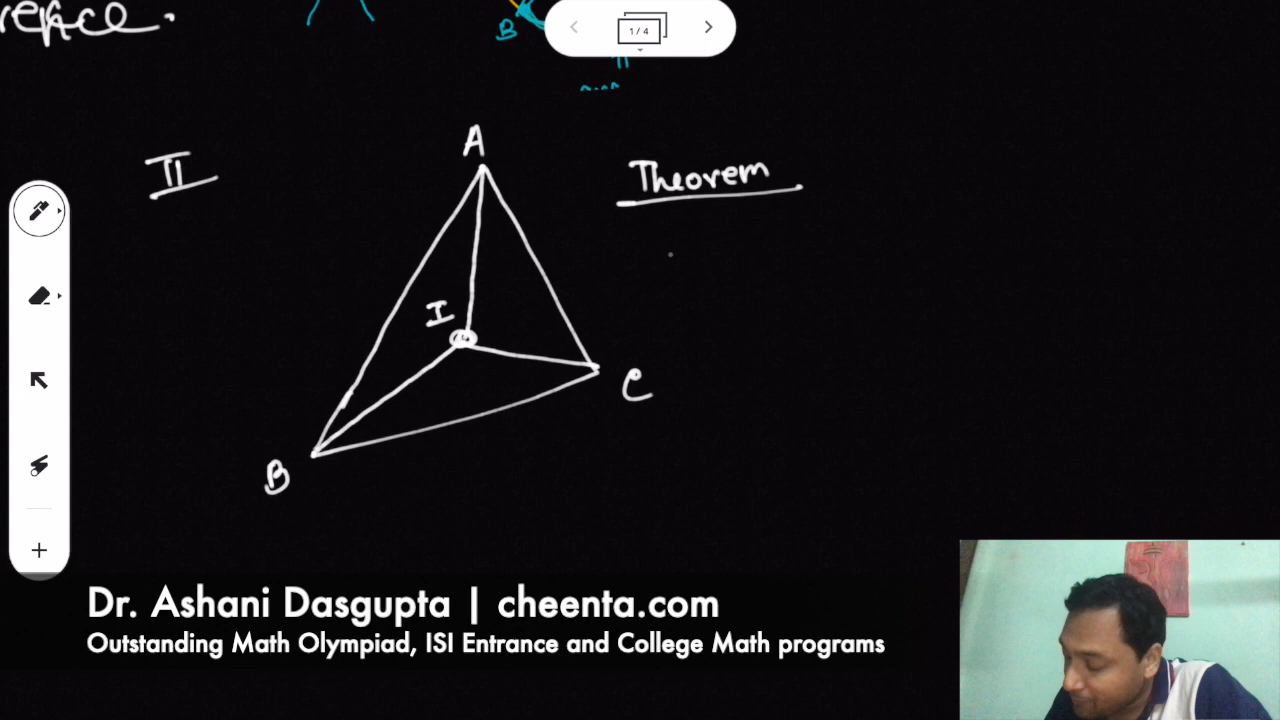 B
1 / 4
II
A
Theorem
I
C
B
Dr. Ashani Dasgupta | cheenta.com
Outstanding Math Olympiad, ISI Entrance and College Math programs